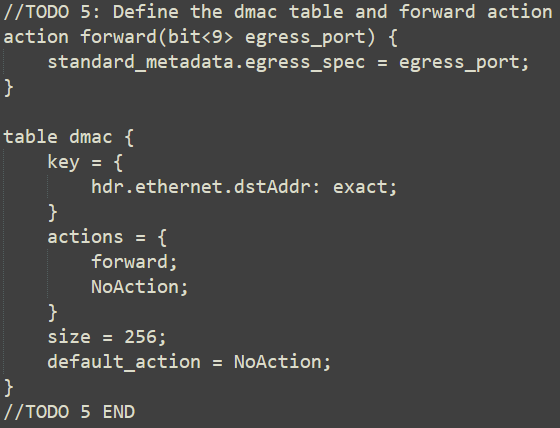 //TODO 5: Define the dmac table and forward action
action forward(bit<9> egress_port) {
    standard_metadata.egress_spec = egress_port;
}

table dmac {
    key = {
        hdr.ethernet.dstAddr: exact;
    }
    actions = {
        forward;
        NoAction;
    }
    size = 256;
    default_action = NoAction;
}
//TODO 5 END